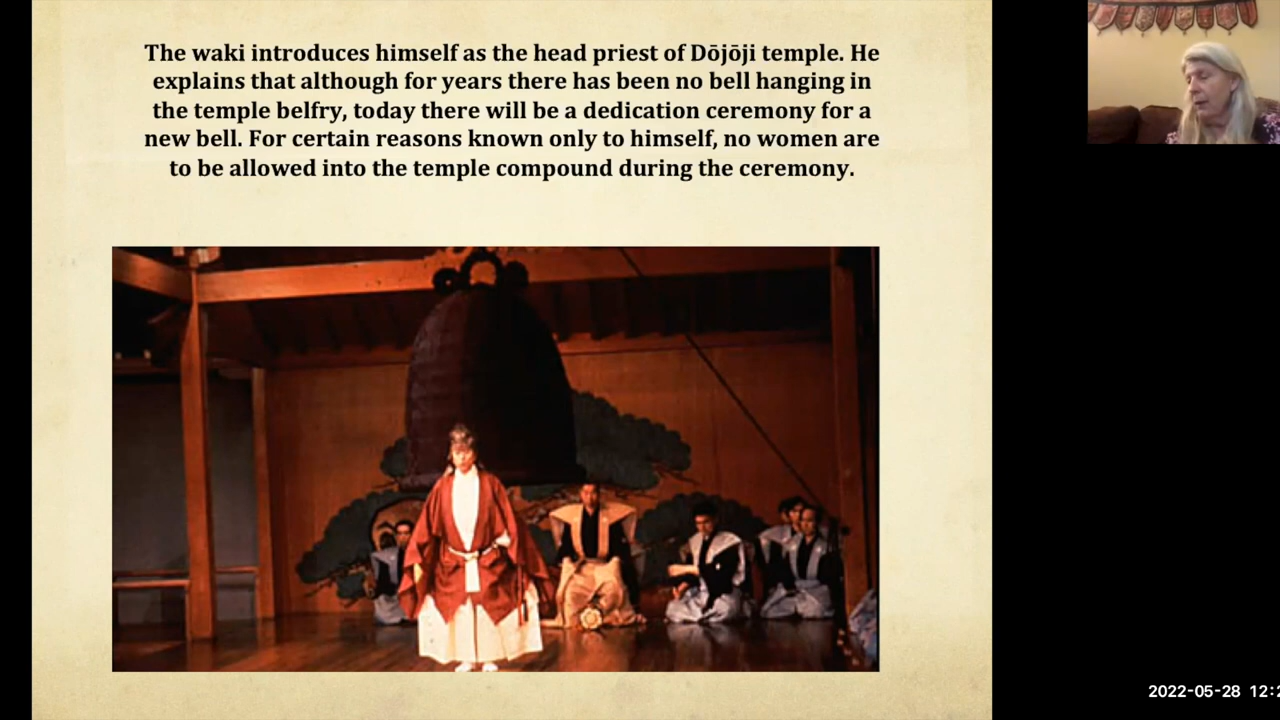 The waki introduces himself as the head priest of Dōjōji temple. He
explains that although for years there has been no bell hanging in
the temple belfry, today there will be a dedication ceremony for a
new bell. For certain reasons known only to himself, no women are
to be allowed into the temple compound during the ceremony.
2022-05-28 12:2